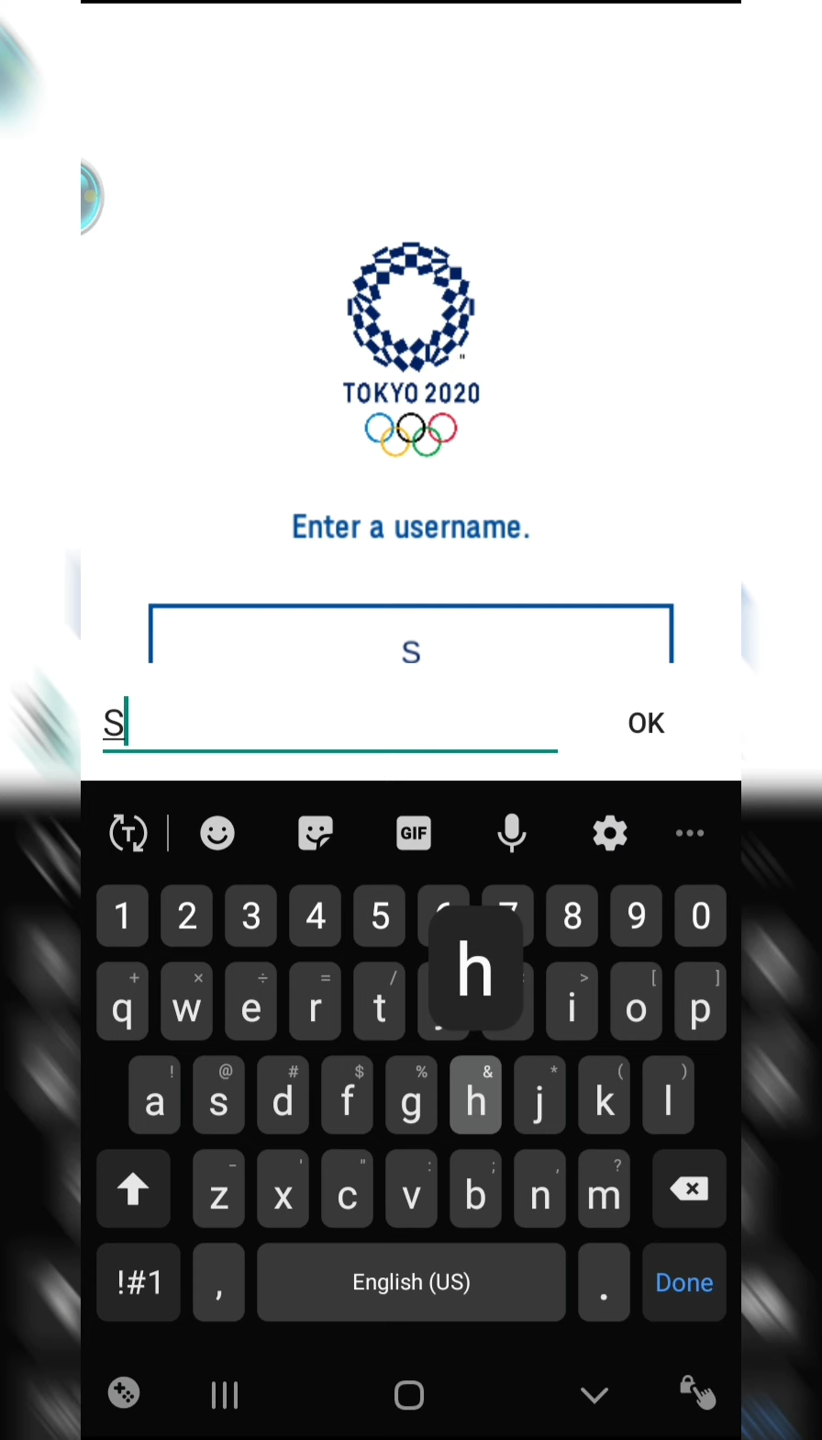 TOKYO 2020
Enter a username.
S
S
OK
T GIF
1 2 3 4 5 8 9 0
+ × ÷ = / > [ ]
q w e r t h i o p
! @ # $ % & * ( )
a s d f g h j k l
- ' " : ; , ?
z x c v b n m
!#1 , English (US) . Done